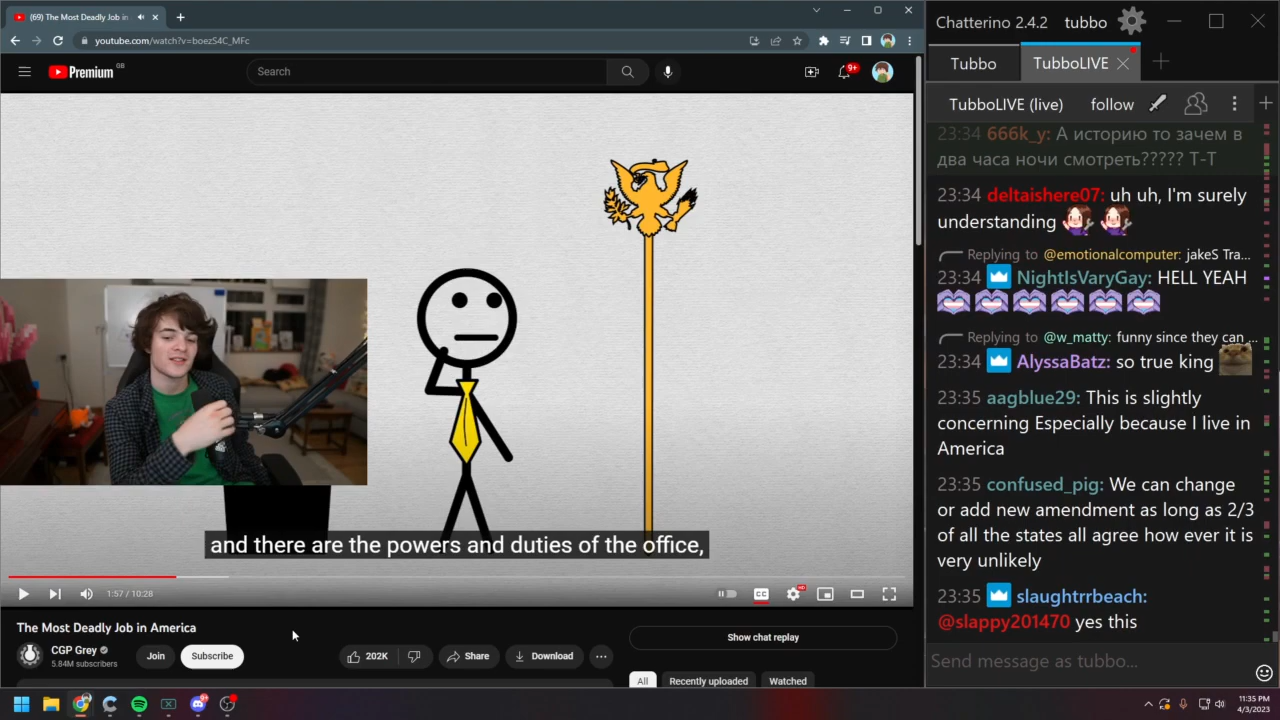 (69) The Most Deadly Job in
youtube.com/watch?v=boezS4C_MFc
Premium GB
Search
9+
and there are the powers and duties of the office,
1:57 / 10:28
CC
HD
The Most Deadly Job in America
CGP Grey
5.84M subscribers
Join
Subscribe
202K
Share
Download
Show chat replay
All
Recently uploaded
Watched
Chatterino 2.4.2
tubbo
Tubbo
TubboLIVE
TubboLIVE (live)
follow
23:34 666k_y: А историю то зачем в
два часа ночи смотреть????? Т-Т
23:34 deltaishere07: uh uh, I'm surely
understanding
Replying to @emotionalcomputer: jakeS Tra...
23:34 NightIsVaryGay: HELL YEAH
Replying to @w_matty: funny since they can ...
23:34 AlyssaBatz: so true king
23:35 aagblue29: This is slightly
concerning Especially because I live in
America
23:35 confused_pig: We can change
or add new amendment as long as 2/3
of all the states all agree how ever it is
very unlikely
23:35 slaughtrrbeach:
@slappy201470 yes this
Send message as tubbo...
11:35 PM
4/3/2023